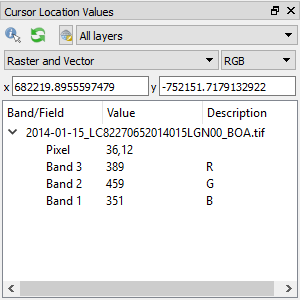 Cursor Location Values
All layers
Raster and Vector RGB
x 682219.8955597479 y -752151.7179132922
Band/Field Value Description
2014-01-15_LC82270652014015LGN00_BOA.tif
Pixel 36,12
Band 3 389 R
Band 2 459 G
Band 1 351 B